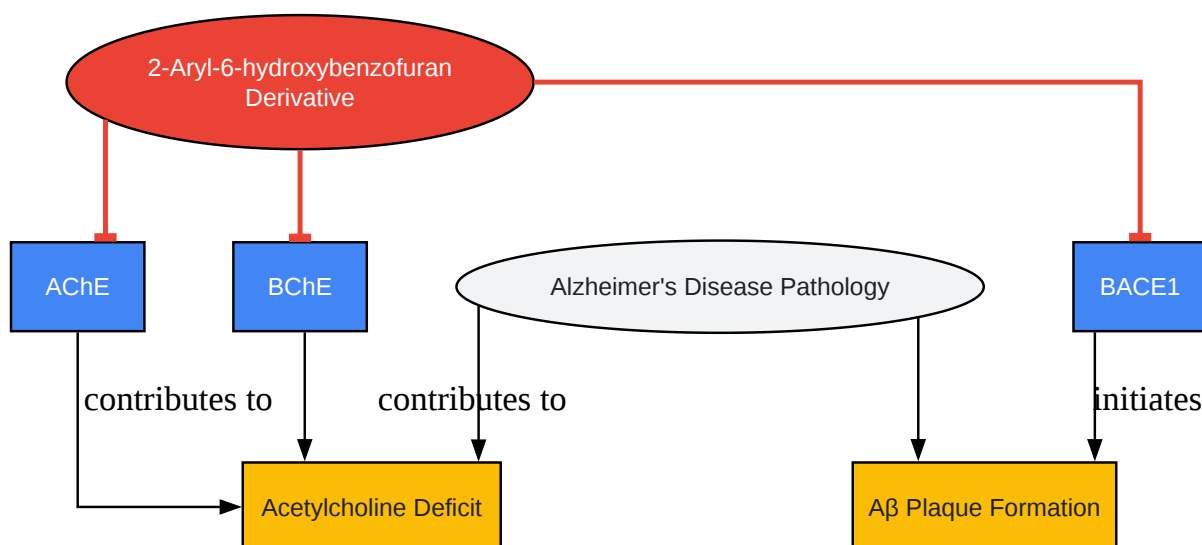 2-Aryl-6-hydroxybenzofuran
Derivative
AChE
BChE
Alzheimer's Disease Pathology
BACE1
contributes to
contributes to
initiates
Acetylcholine Deficit
Aβ Plaque Formation